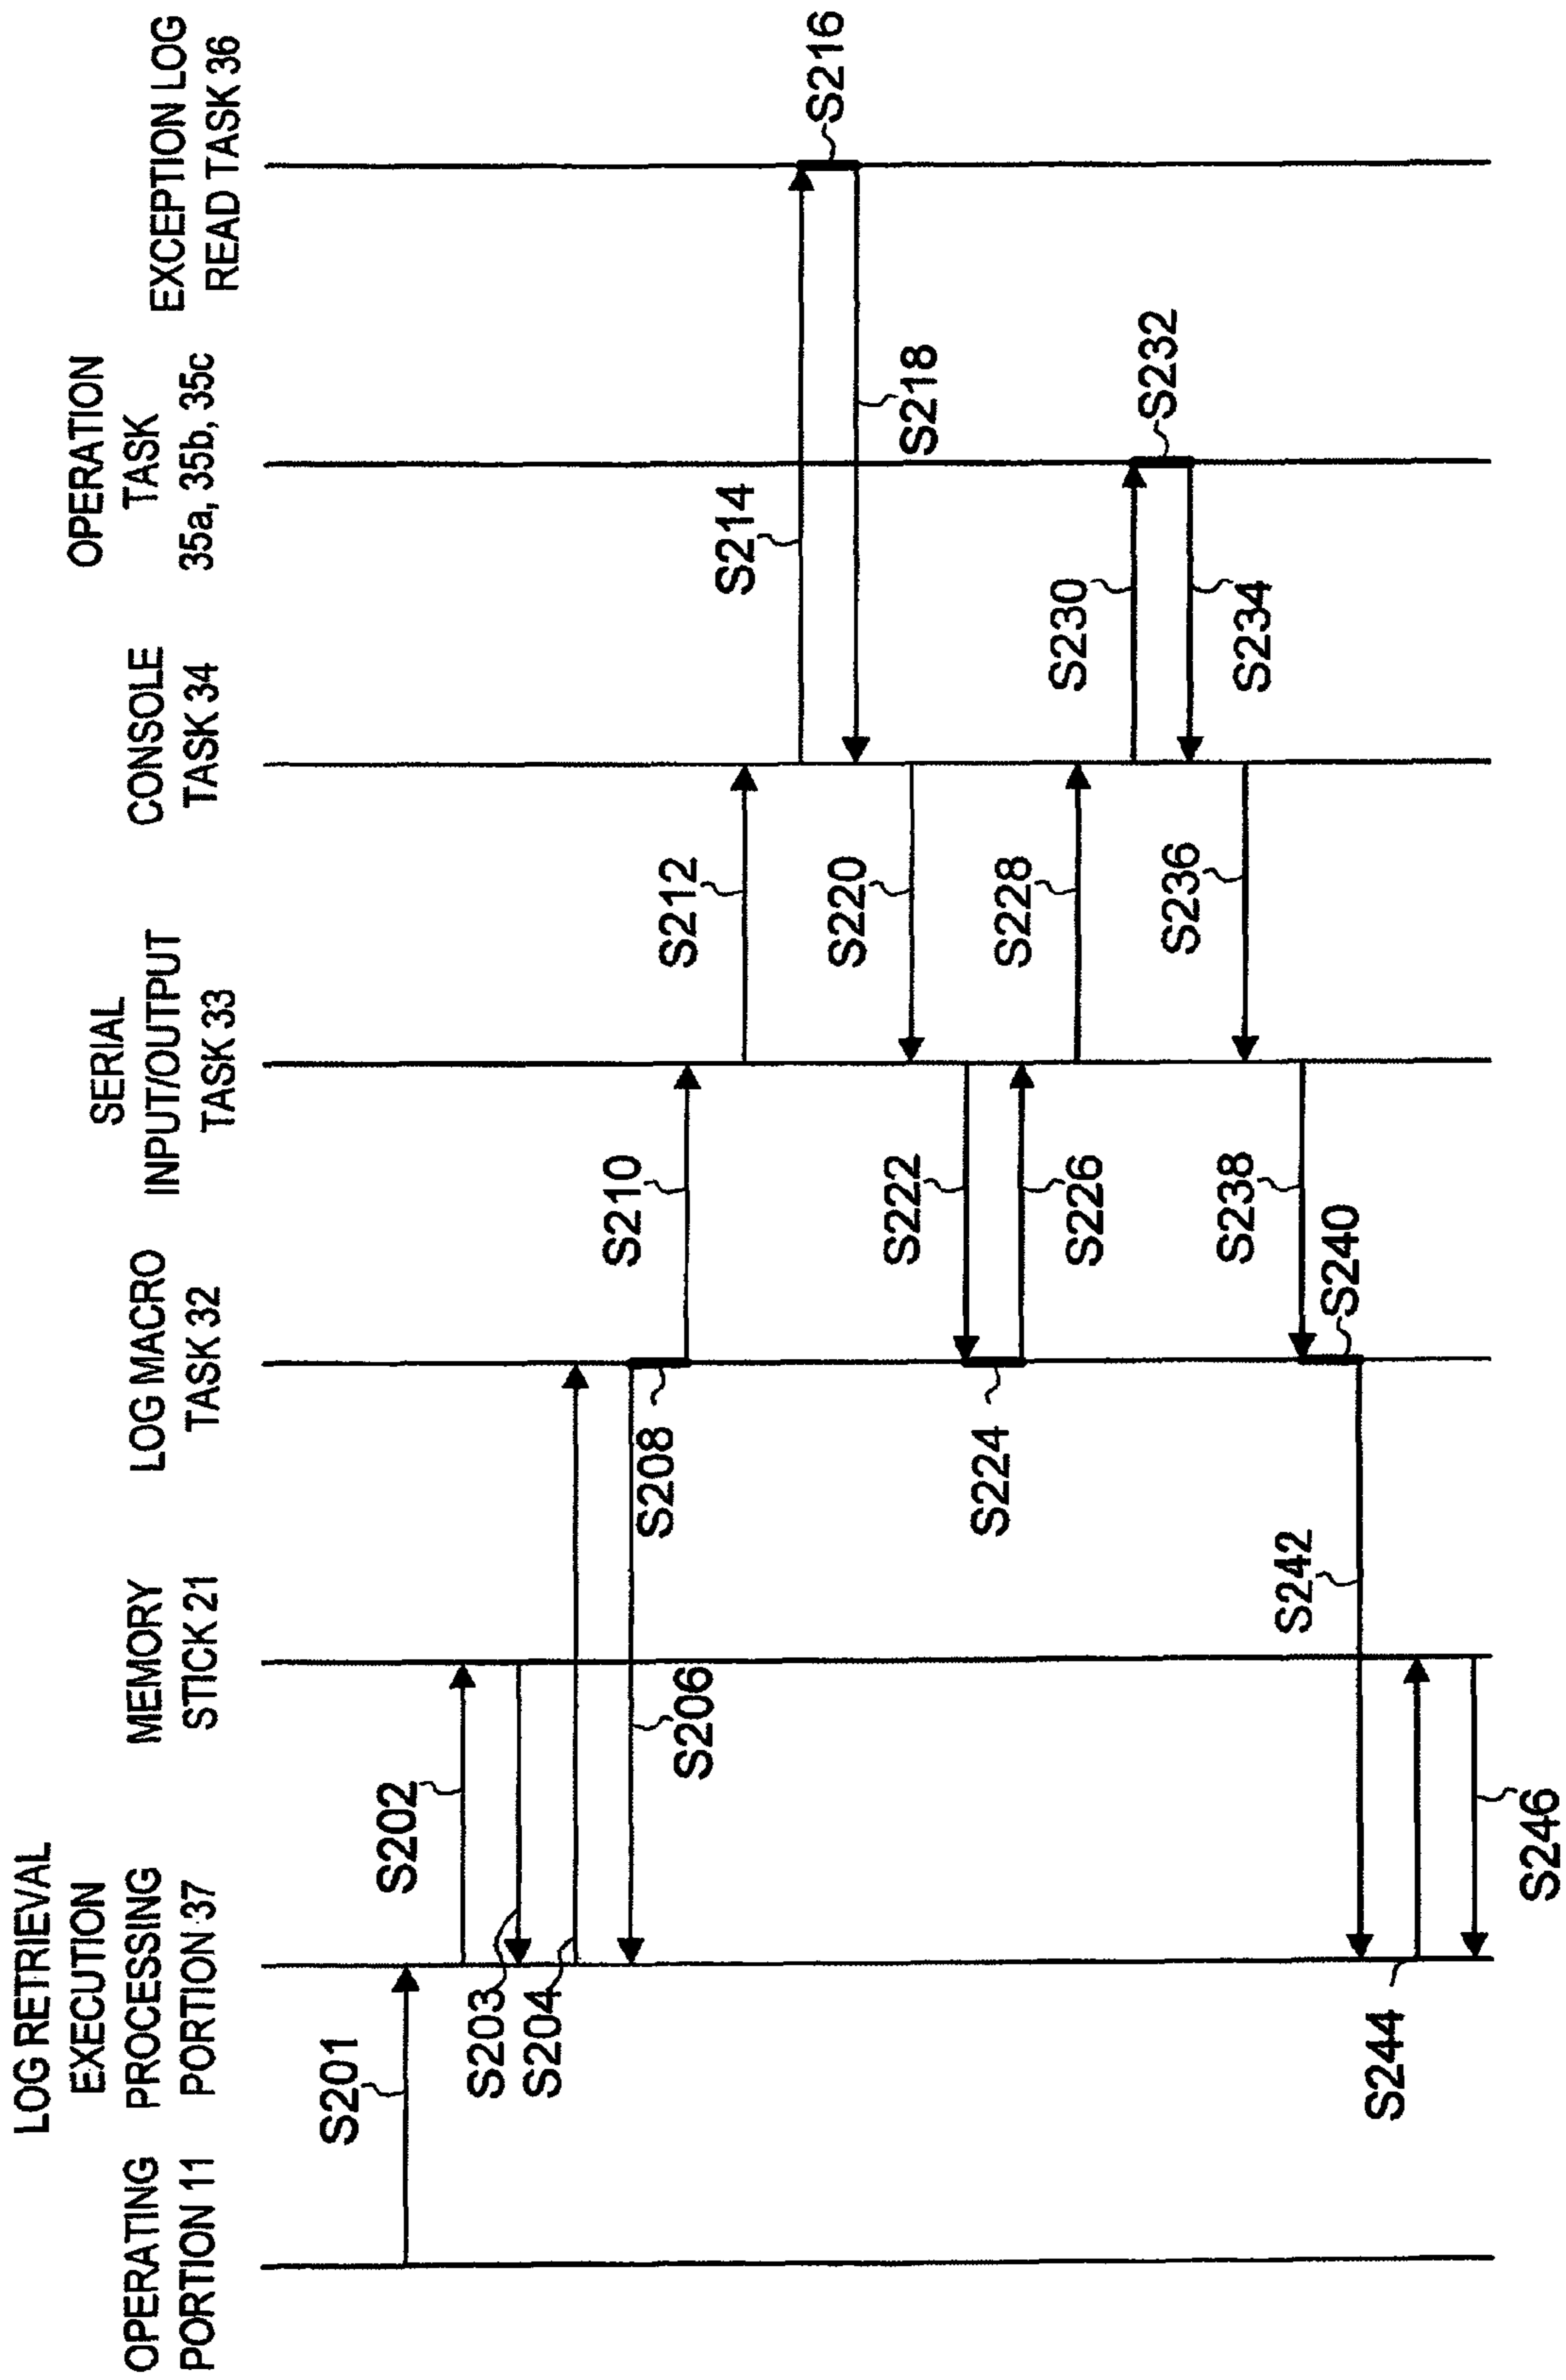 LOG RETRIEVAL
EXECUTION
OPERATING PROCESSING MEMORY LOG MACRO
PORTION 11 PORTION 37 STICK 21 TASK 32
SERIAL
INPUT/OUTPUT
TASK 33
CONSOLE
TASK 34
OPERATION
TASK
35a, 35b, 35c
EXCEPTION LOG
READ TASK 36
S201
S202
S203
S204
S206
S208
S210
S212
S214
S216
S218
S220
S222
S224
S226
S228
S230
S232
S234
S236
S238
S240
S242
S244
S246